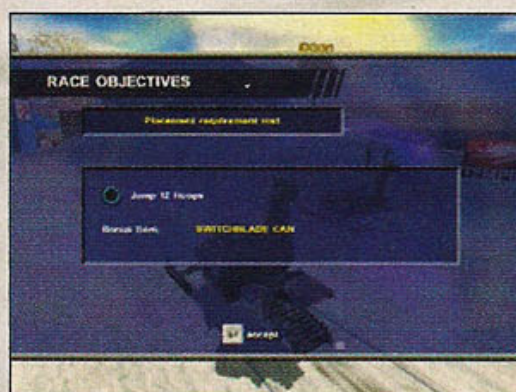 RACE OBJECTIVES
Placement requirement met
Jump 12 Hoops
Bonus Item: SWITCHBLADE CAN
accept